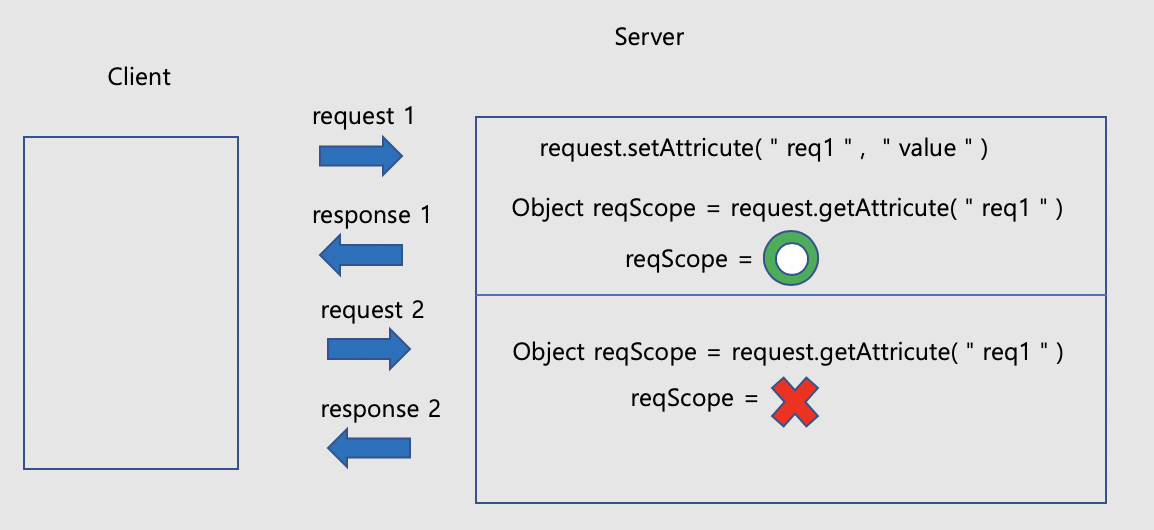 Server
Client
request 1
request.setAttricute( " req1 " ,  " value " )
response 1
Object reqScope = request.getAttricute( " req1 " )
reqScope =
request 2
Object reqScope = request.getAttricute( " req1 " )
reqScope =
response 2